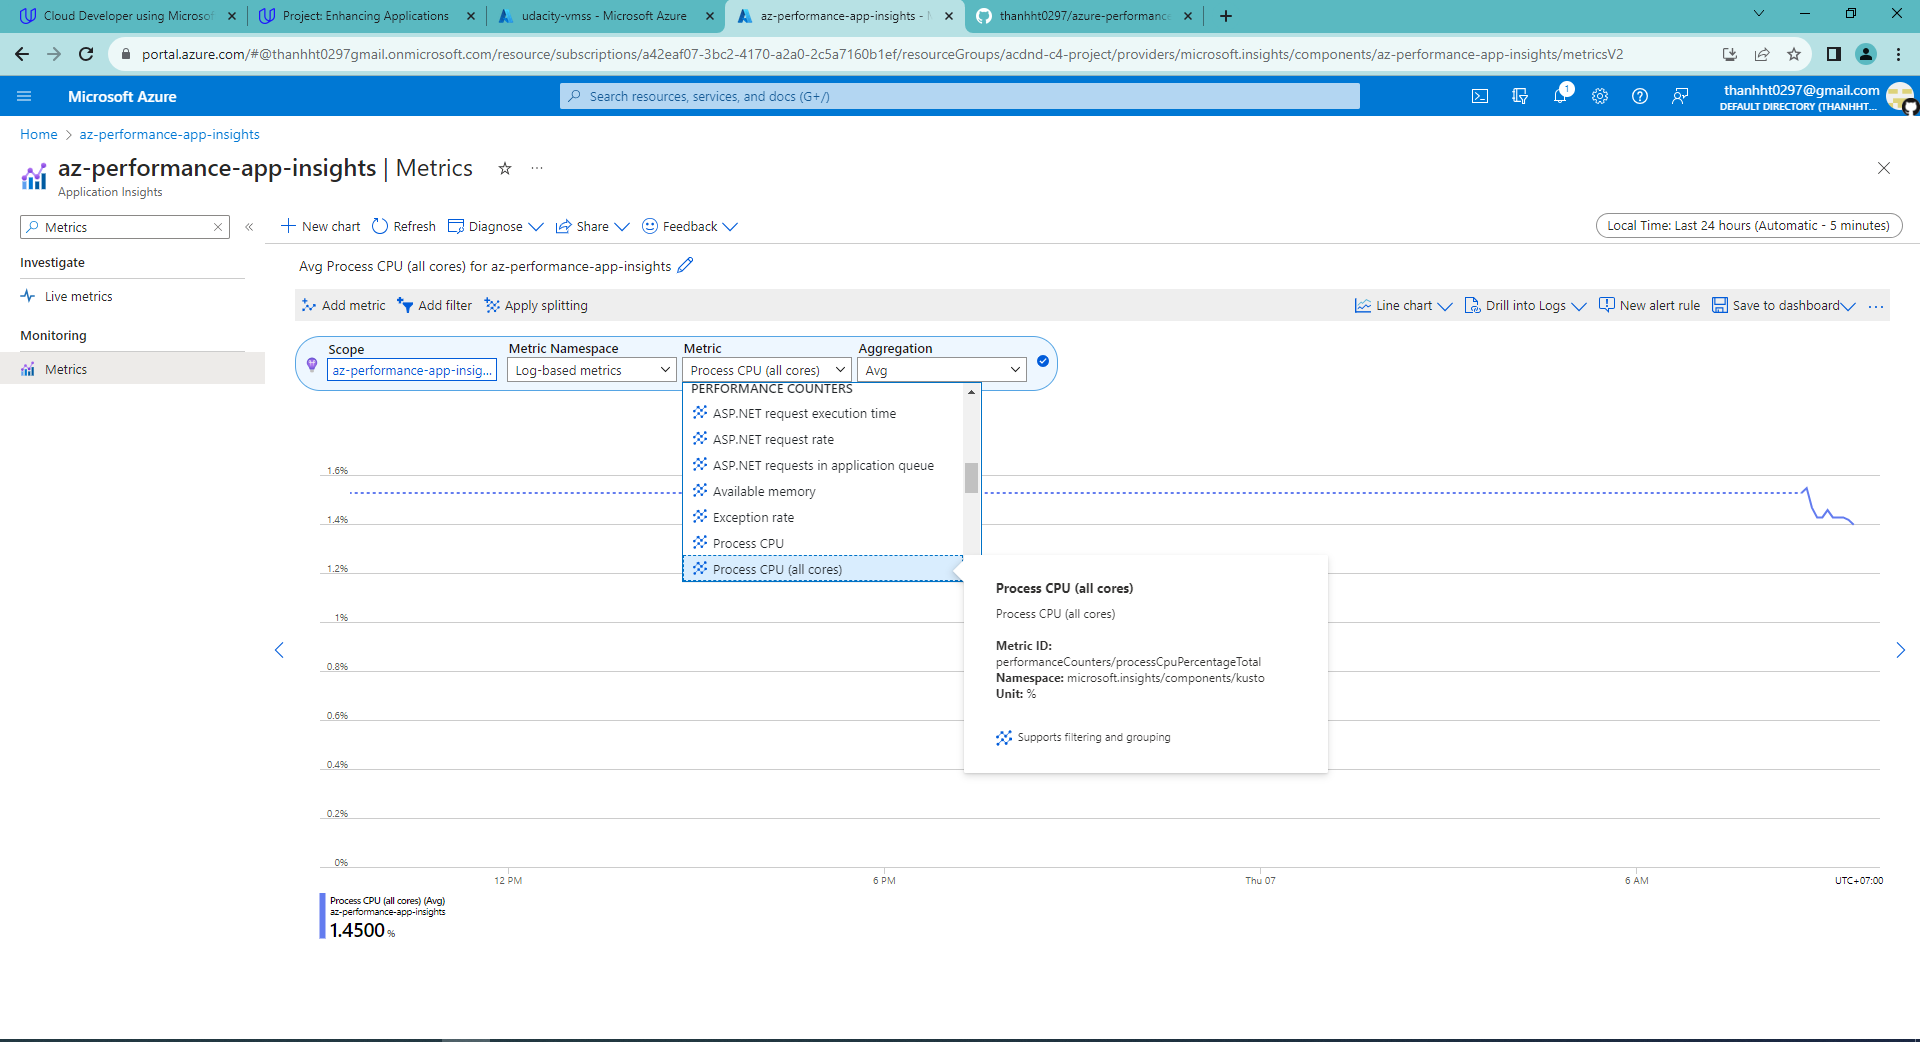 Cloud Developer using Microsof
Project: Enhancing Applications
udacity-vmss - Microsoft Azure
az-performance-app-insights - M
thanhht0297/azure-performance
portal.azure.com/#@thanhht0297gmail.onmicrosoft.com/resource/subscriptions/a42eaf07-3bc2-4170-a2a0-2c5a7160b1ef/resourceGroups/acdnd-c4-project/providers/microsoft.insights/components/az-performance-app-insights/metricsV2
Microsoft Azure
Search resources, services, and docs (G+/)
1
thanhht0297@gmail.com
DEFAULT DIRECTORY (THANHHT...
Home > az-performance-app-insights
az-performance-app-insights | Metrics
Application Insights
Metrics
New chart
Refresh
Diagnose
Share
Feedback
Local Time: Last 24 hours (Automatic - 5 minutes)
Investigate
Live metrics
Monitoring
Metrics
Avg Process CPU (all cores) for az-performance-app-insights
Add metric
Add filter
Apply splitting
Line chart
Drill into Logs
New alert rule
Save to dashboard
Scope
Metric Namespace
Metric
Aggregation
az-performance-app-insig...
Log-based metrics
Process CPU (all cores)
Avg
PERFORMANCE COUNTERS
ASP.NET request execution time
ASP.NET request rate
ASP.NET requests in application queue
Available memory
Exception rate
Process CPU
Process CPU (all cores)
Process CPU (all cores)
Process CPU (all cores)
Metric ID:
performanceCounters/processCpuPercentageTotal
Namespace: microsoft.insights/components/kusto
Unit: %
Supports filtering and grouping
1.6%
1.4%
1.2%
1%
0.8%
0.6%
0.4%
0.2%
0%
12 PM
6 PM
Thu 07
6 AM
UTC+07:00
Process CPU (all cores) (Avg)
az-performance-app-insights
1.4500 %